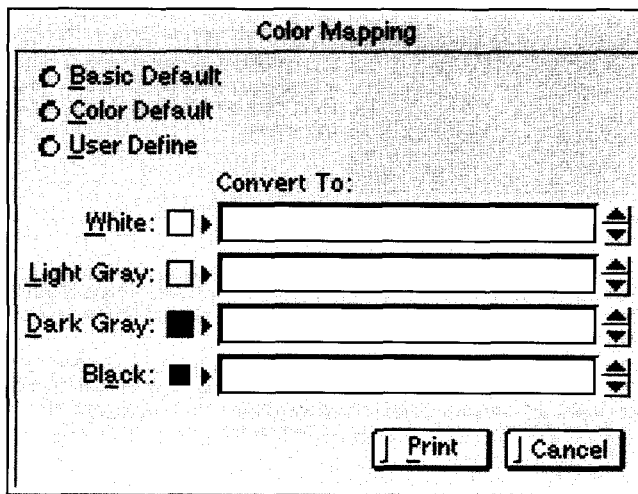 Color Mapping
Basic Default
Color Default
User Define
Convert To:
White:
Light Gray:
Dark Gray:
Black:
Print Cancel